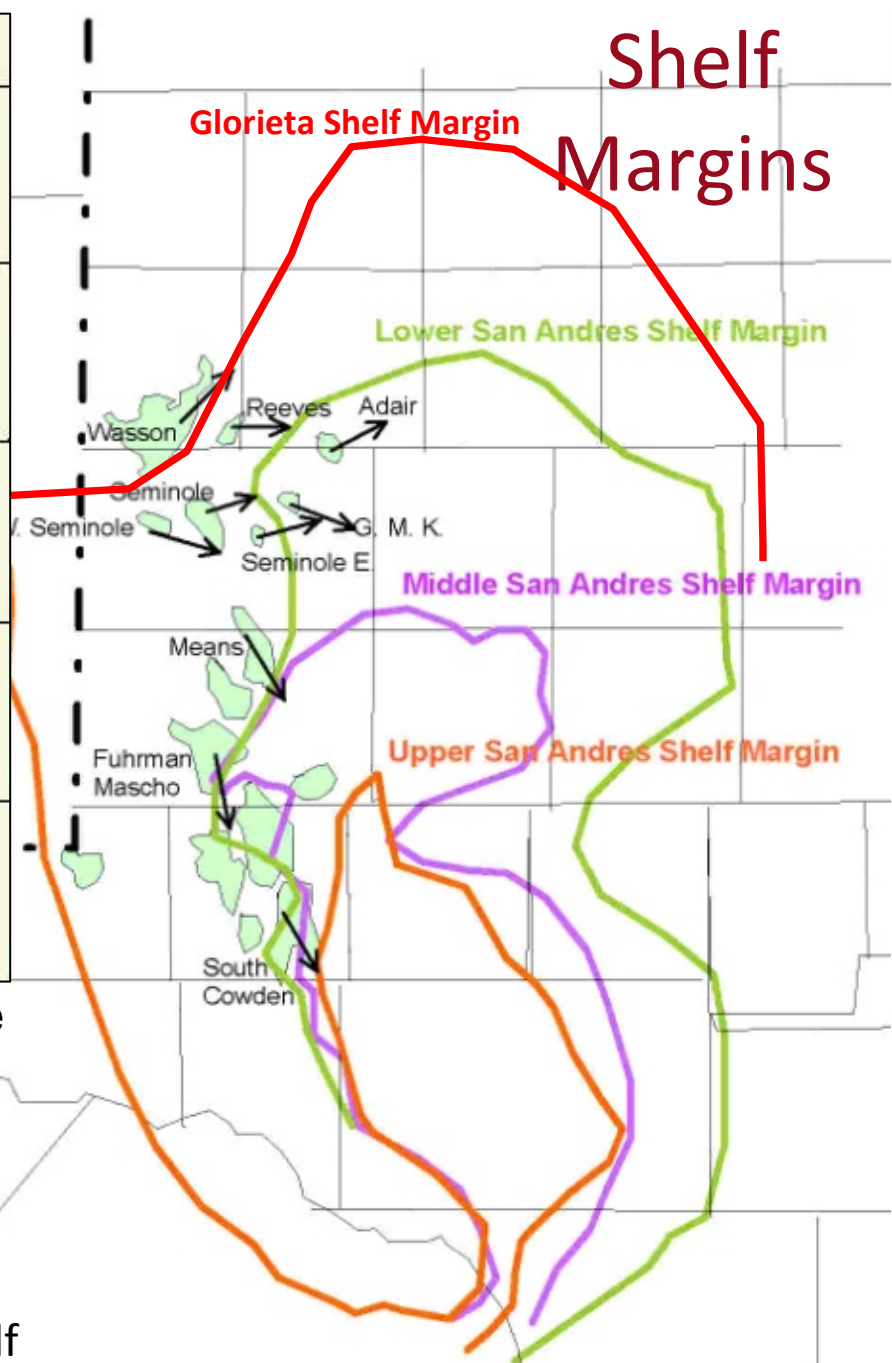 Shelf
Margins
Glorieta Shelf Margin
Lower San Andres Shelf Margin
Reeves
Adair
Wasson
Seminole
. Seminole
G. M. K.
Seminole E.
Middle San Andres Shelf Margin
Means
Upper San Andres Shelf Margin
Fuhrman
Mascho
South
Cowden
e
lf